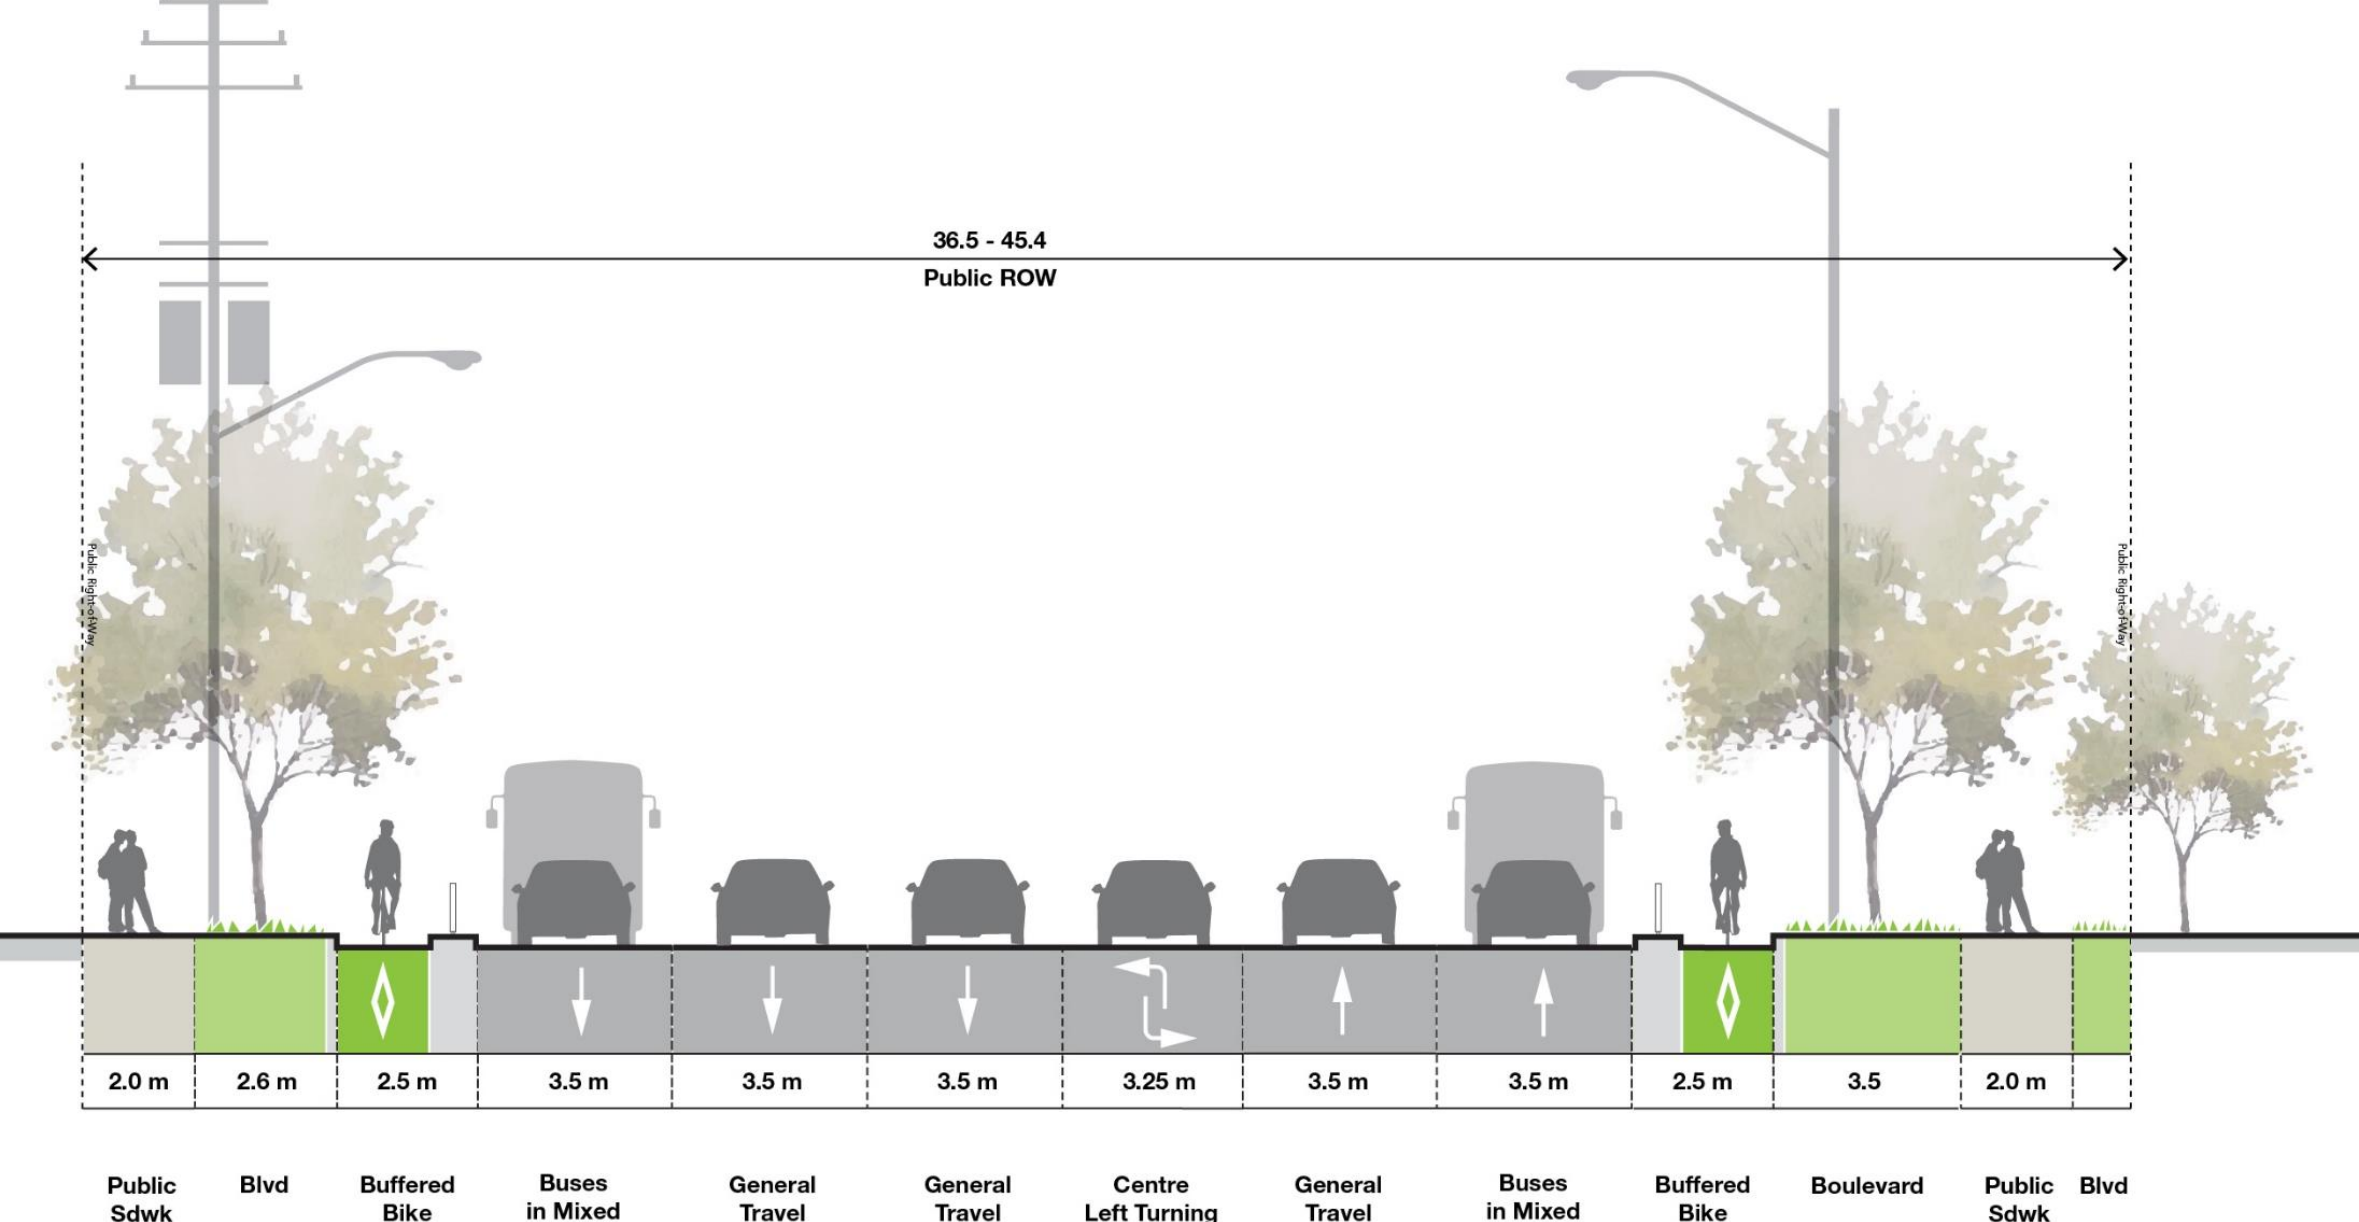 36.5 - 45.4
Public ROW
Public Right-of-Way
Public Right-of-Way
2.0 m
2.6 m
2.5 m
3.5 m
3.5 m
3.5 m
3.25 m
3.5 m
3.5 m
2.5 m
3.5
2.0 m
Public
Sdwk
Blvd
Buffered
Bike
Buses
in Mixed
General
Travel
General
Travel
Centre
Left Turning
General
Travel
Buses
in Mixed
Buffered
Bike
Boulevard
Public
Sdwk
Blvd